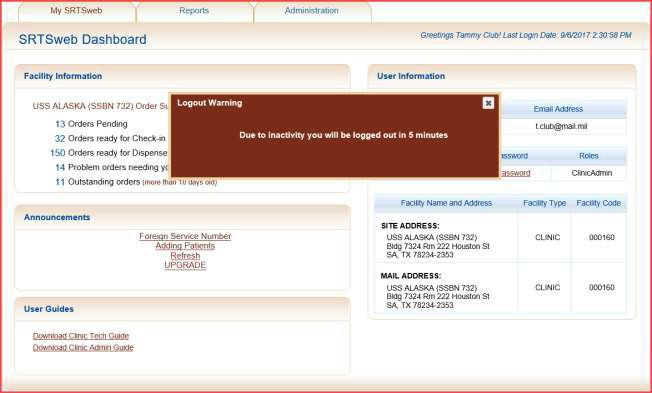 My SRTSweb
Reports
Administration
SRTSweb Dashboard
Greetings Tammy Club! Last Login Date: 9/6/2017 2:30:58 PM
Facility Information
USS ALASKA (SSBN 732) Order
13 Orders Pending
32 Orders ready for Check-in
150 Orders ready for Dispense
14 Problem orders needing
11 Outstanding orders (more than 10 days old)
Logout Warning
Due to inactivity you will be logged out in 5 minutes
Announcements
Foreign Service Number
Adding Patients
Refresh
UPGRADE
User Guides
Download Clinic Tech Guide
Download Clinic Admin Guide
User Information
Email Address
t.club@mail.mil
Roles
ClinicAdmin
Facility Name and Address Facility Type Facility Code
SITE ADDRESS:
USS ALASKA (SSBN 732) CLINIC 000160
Bldg 7324 Rm 222 Houston St
SA, TX 78234-2353
MAIL ADDRESS:
USS ALASKA (SSBN 732) CLINIC 000160
Bldg 7324 Rm 222 Houston St
SA, TX 78234-2353